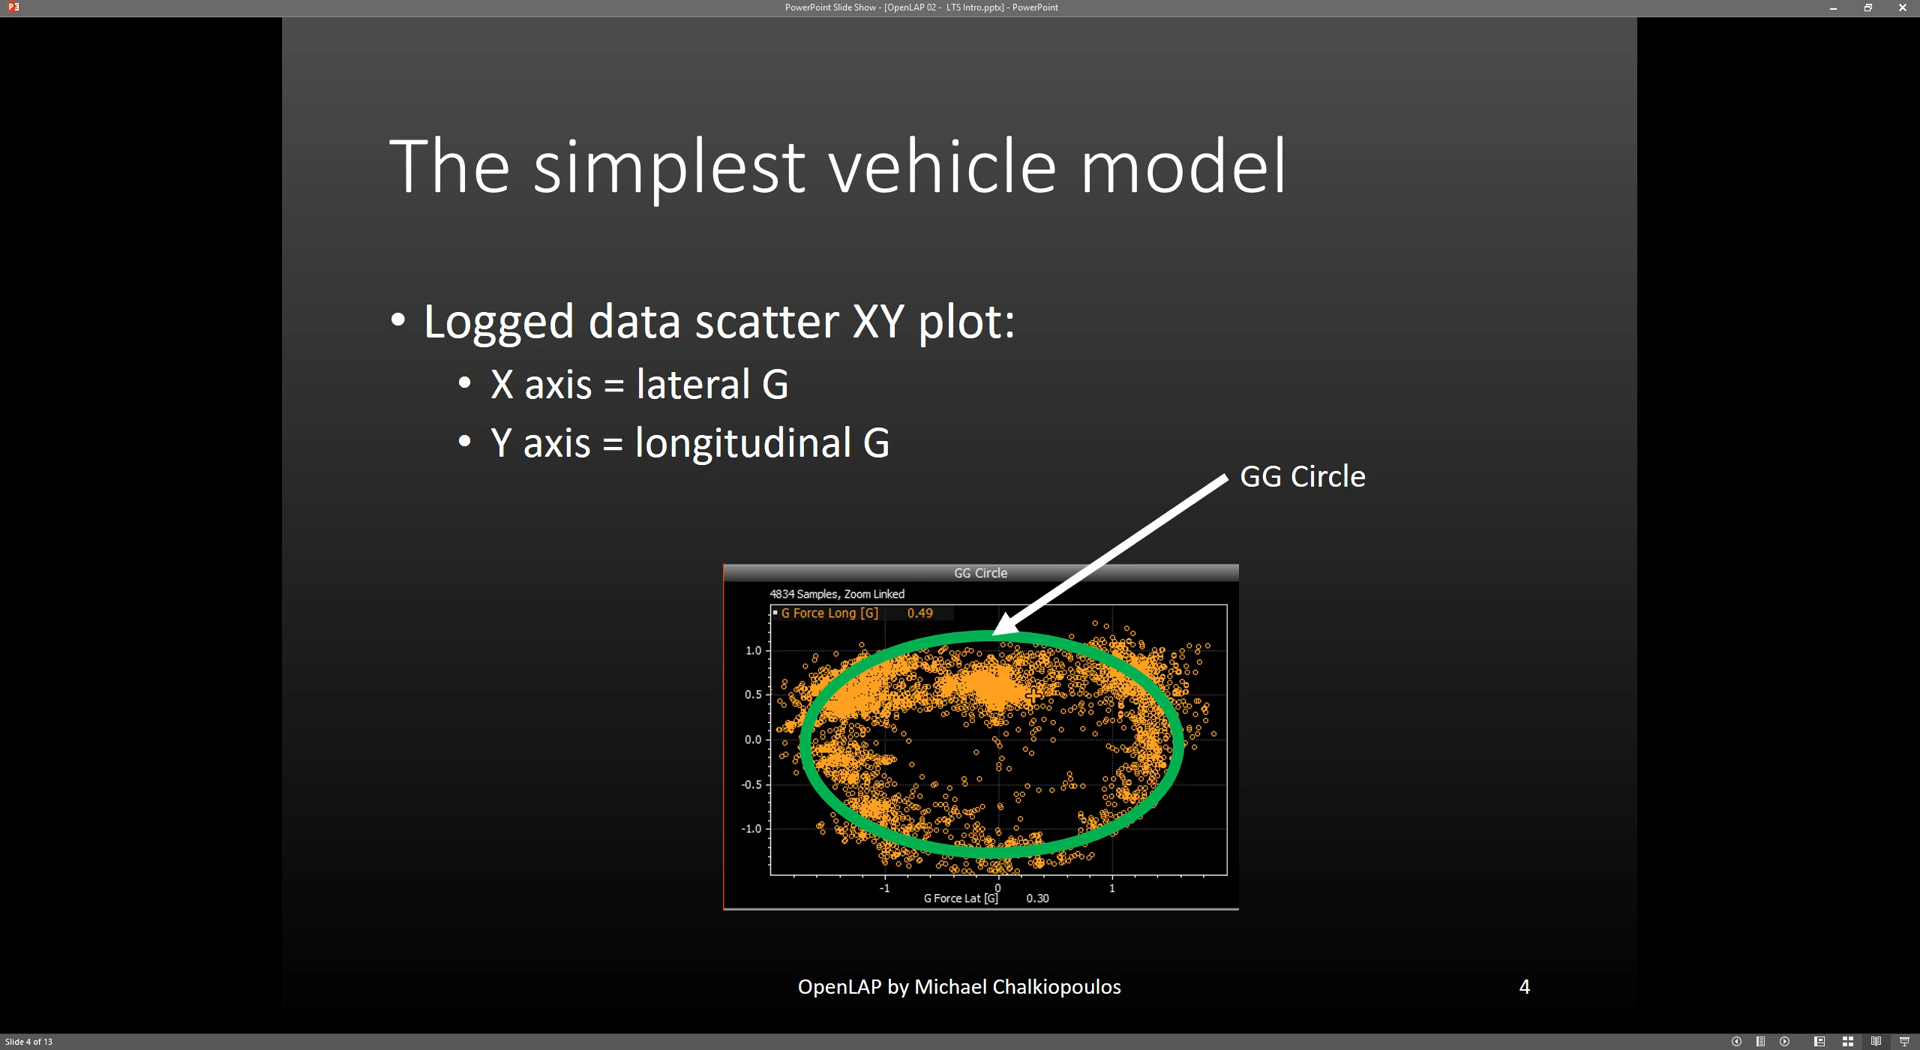 PowerPoint Slide Show - [OpenLAP 02 -  LTS Intro.pptx] - PowerPoint
The simplest vehicle model
• Logged data scatter XY plot:
• X axis = lateral G
• Y axis = longitudinal G
GG Circle
GG Circle
4834 Samples, Zoom Linked
G Force Long [G] 0.49
1.0
0.5
0.0
-0.5
-1.0
-1 0 1
G Force Lat [G] 0.30
OpenLAP by Michael Chalkiopoulos
4
Slide 4 of 13